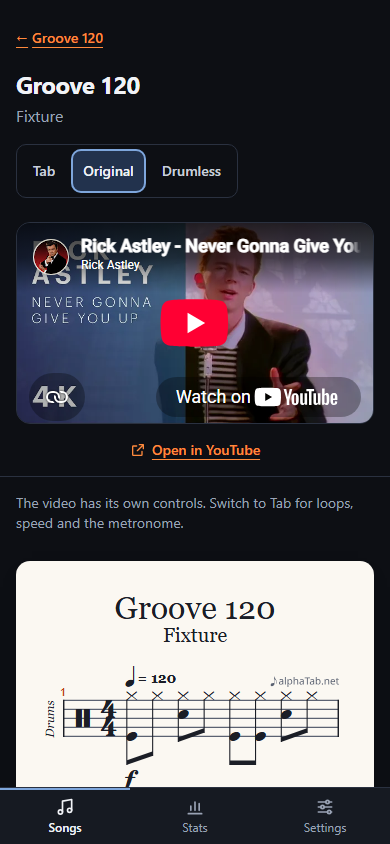 ← Groove 120
Groove 120
Fixture
Tab
Original
Drumless
Rick Astley - Never Gonna Give You
Rick Astley
ASTLEY
NEVER GONNA
GIVE YOU UP
4K
Watch on YouTube
Open in YouTube
The video has its own controls. Switch to Tab for loops,
speed and the metronome.
Groove 120
Fixture
= 120
alphaTab.net
1
Drums
4
4
f
Songs
Stats
Settings